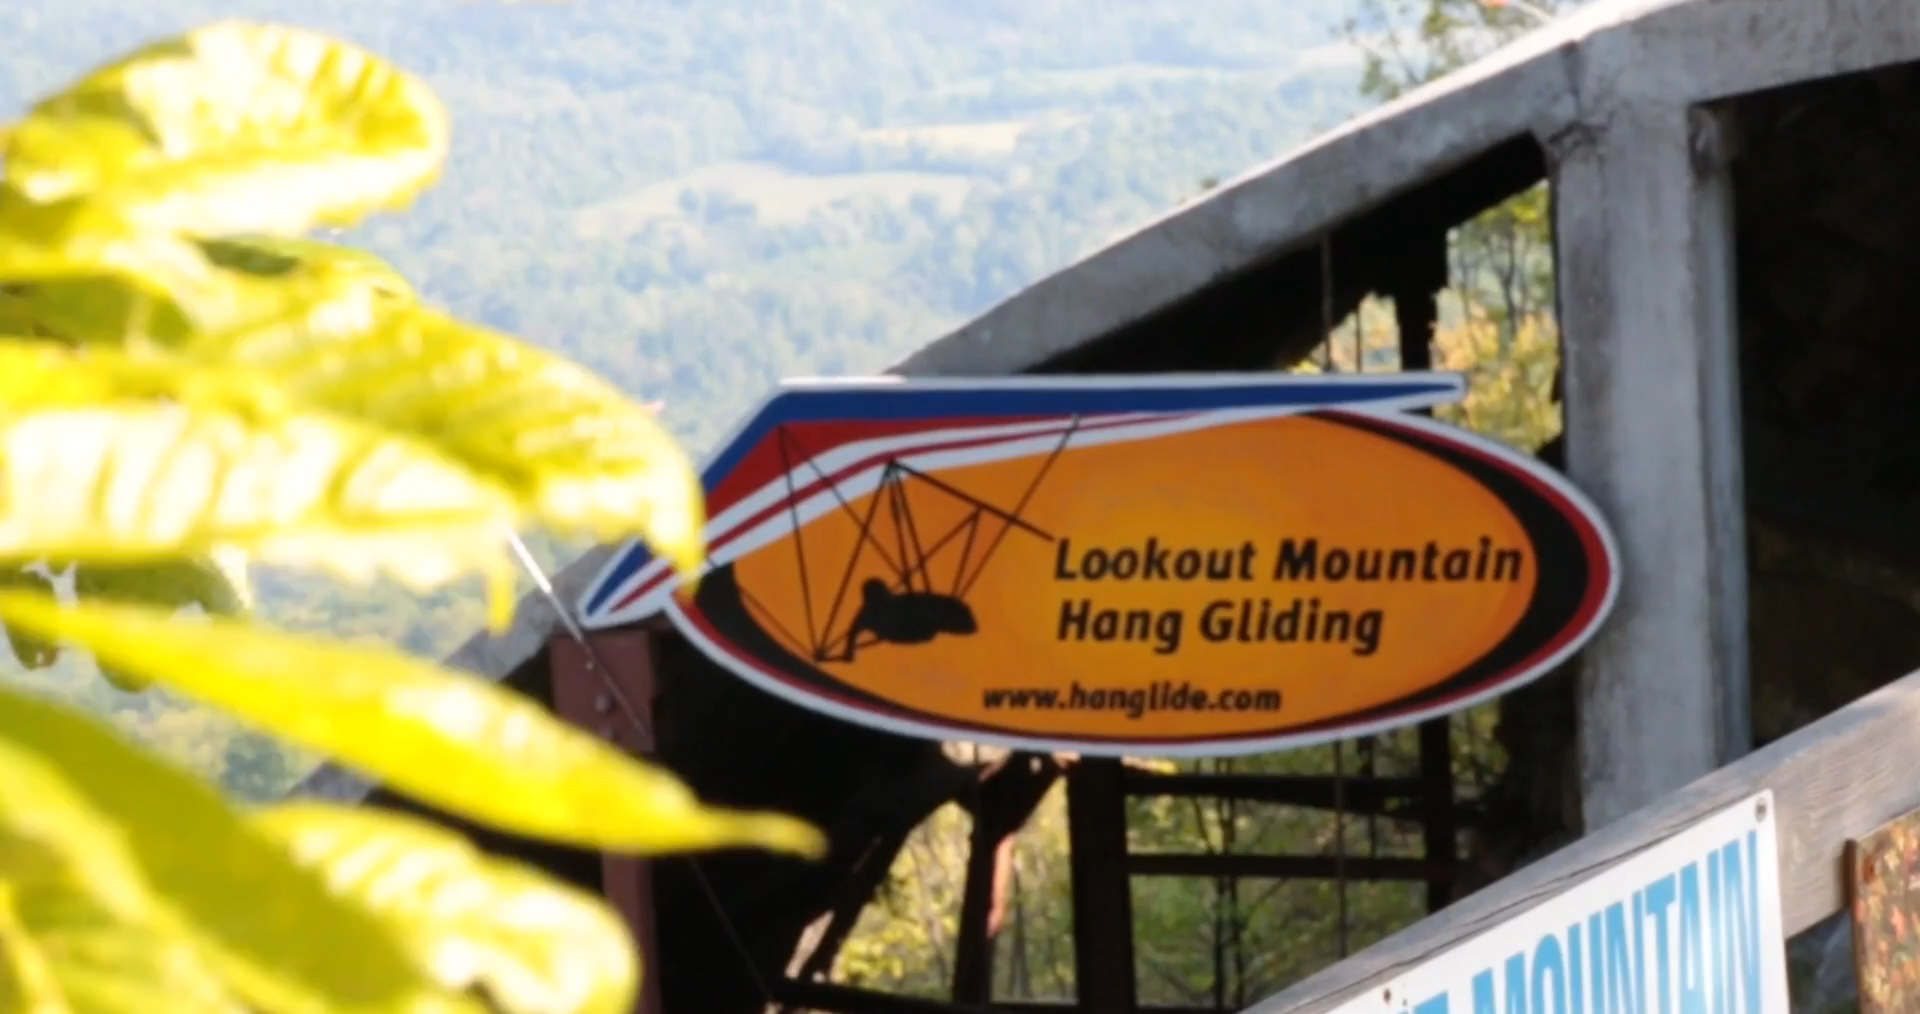 Lookout Mountain
Hang Gliding
www.hanglide.com
MOUNTAIN